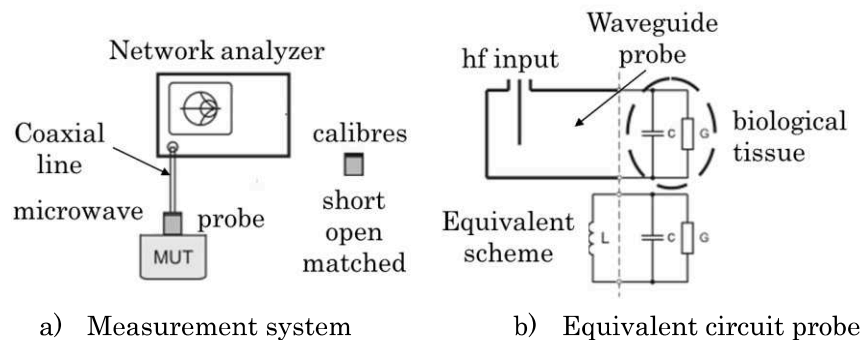 Network analyzer
Coaxial
line
microwave
probe
MUT
calibres
short
open
matched
a) Measurement system
Waveguide
probe
hf input
C
G
biological
tissue
Equivalent
scheme
L
C
G
b) Equivalent circuit probe